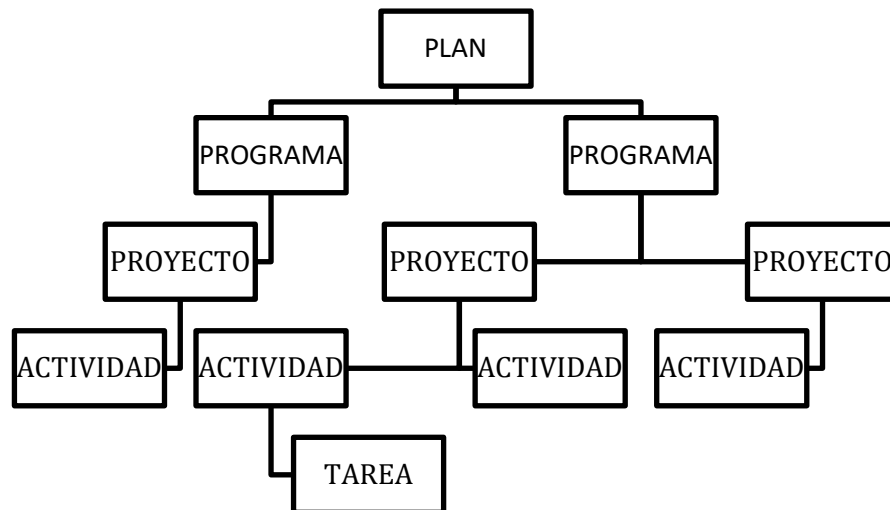 PLAN
PROGRAMA
PROGRAMA
PROYECTO
PROYECTO
PROYECTO
ACTIVIDAD
ACTIVIDAD
ACTIVIDAD
ACTIVIDAD
TAREA